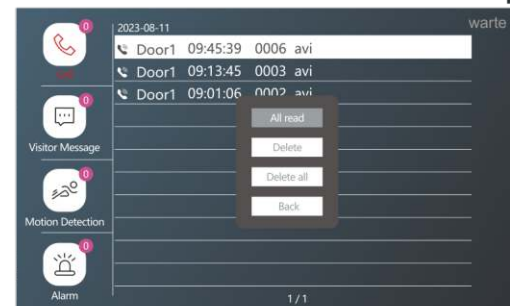 0
2023-08-11
warte
Door1 09:45:39 0006 avi
Door1 09:13:45 0003 avi
Door1 09:01:06 0002 avi
0
Visitor Message
0
Motion Detection
0
Alarm
All read
Delete
Delete all
Back
1/1